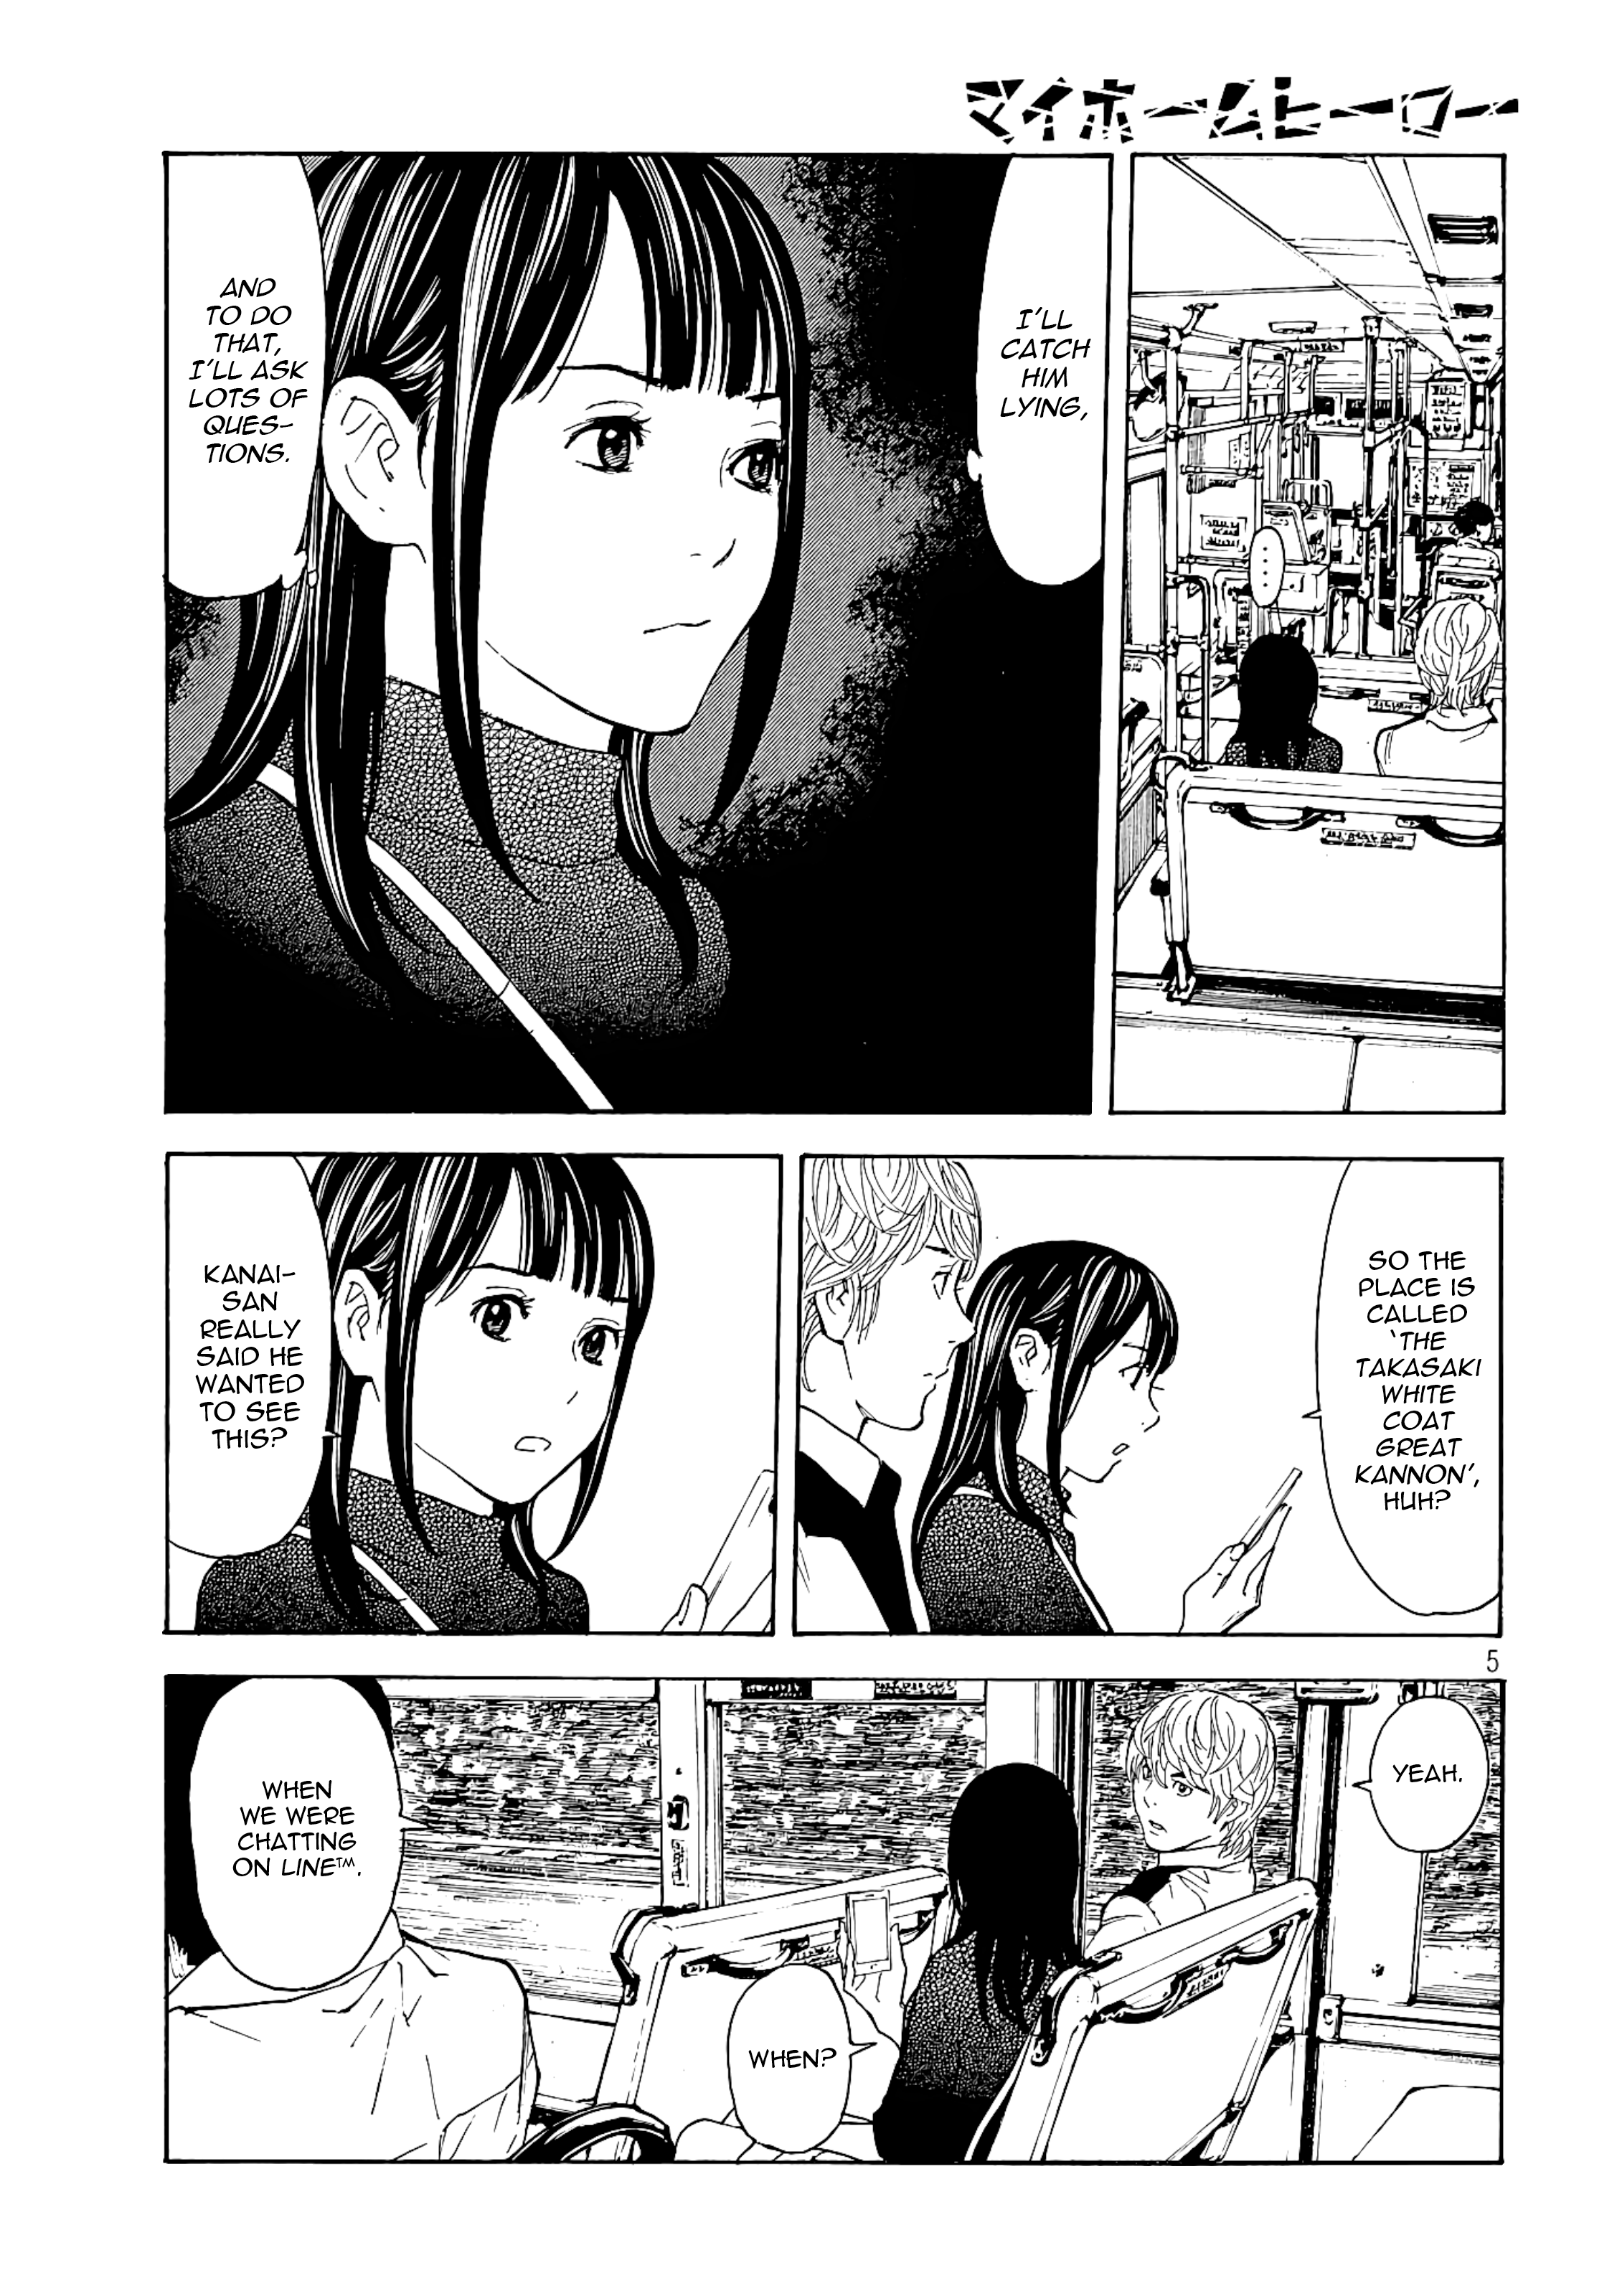 マイホームヒーロー
....
I'LL
CATCH
HIM
LYING,
AND
TO DO
THAT,
I'LL ASK
LOTS OF
QUES-
TIONS.
SO THE
PLACE IS
CALLED
'THE
TAKASAKI
WHITE
COAT
GREAT
KANNON',
HUH?
KANAI-
SAN
REALLY
SAID HE
WANTED
TO SEE
THIS?
5
YEAH.
WHEN?
WHEN
WE WERE
CHATTING
ON LINE™.